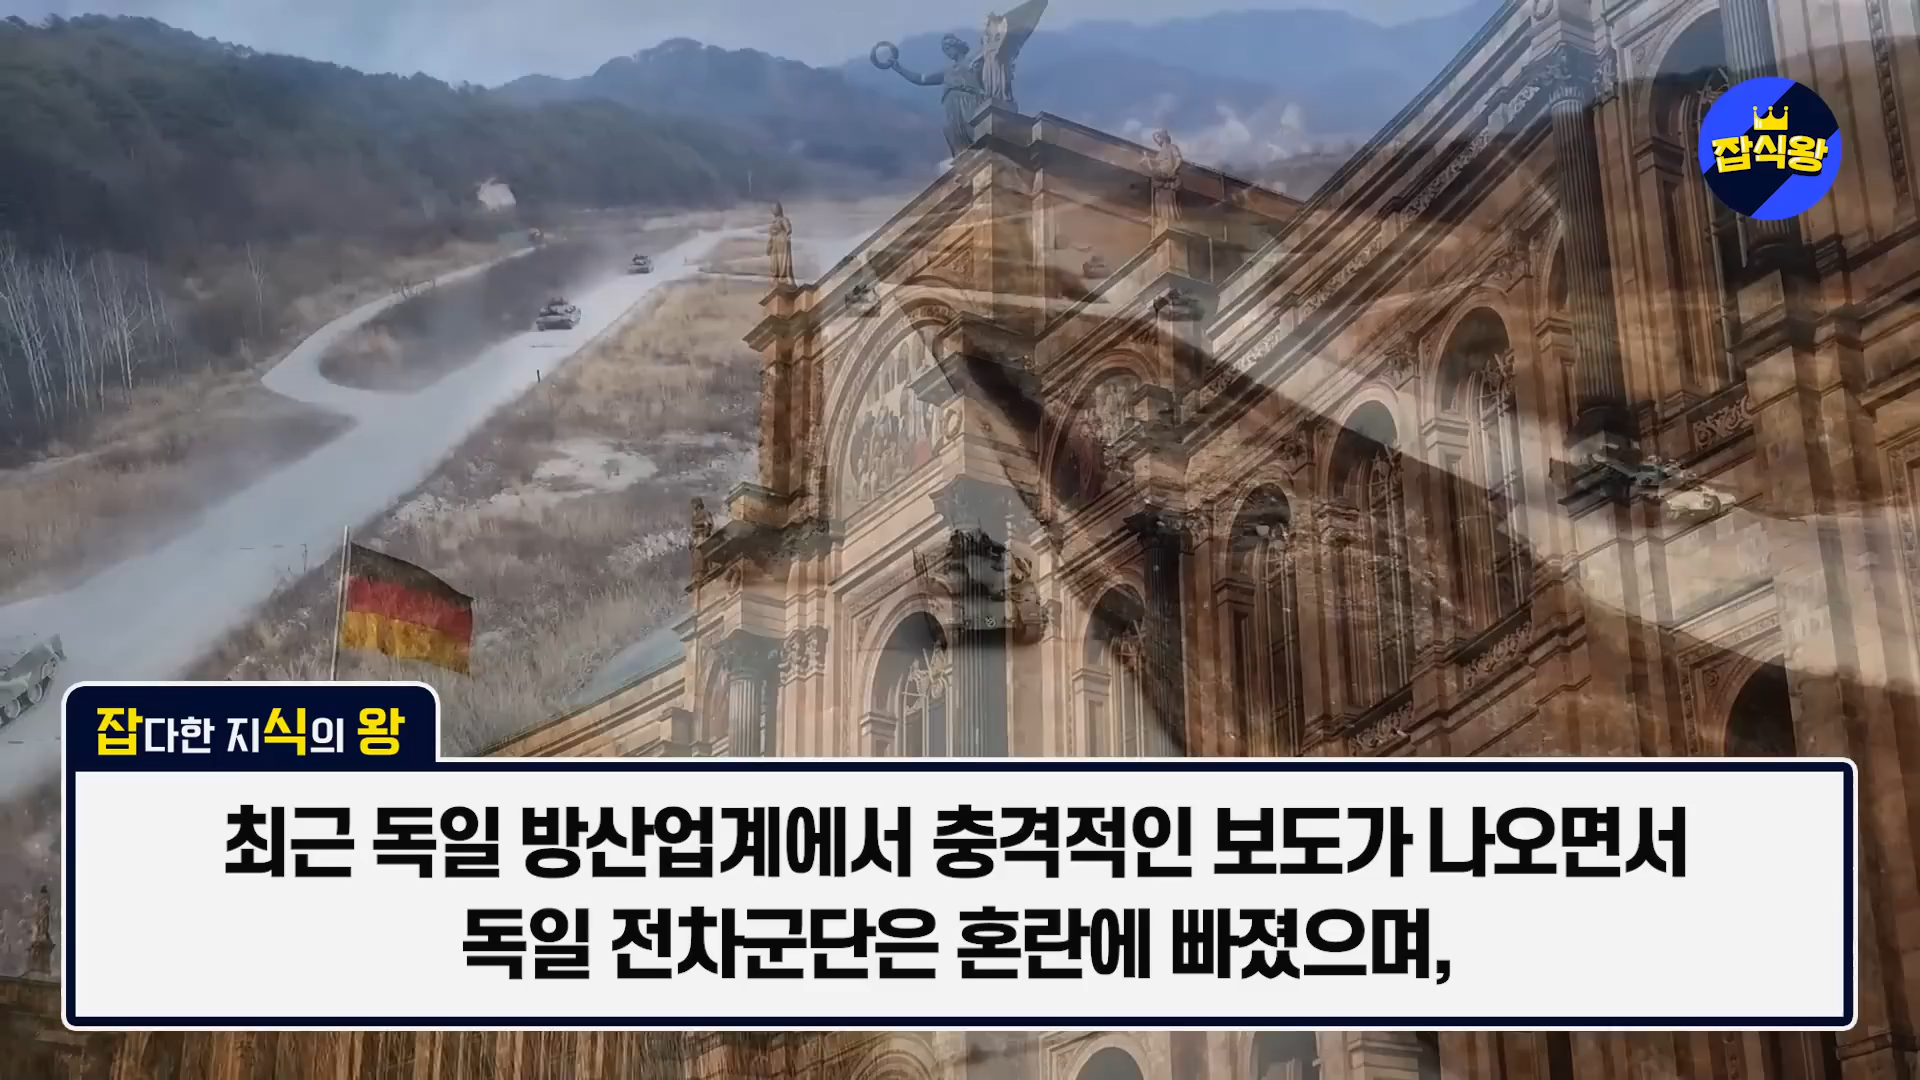 잡식왕
잡다한 지식의 왕
최근 독일 방산업계에서 충격적인 보도가 나오면서
독일 전차군단은 혼란에 빠졌으며,